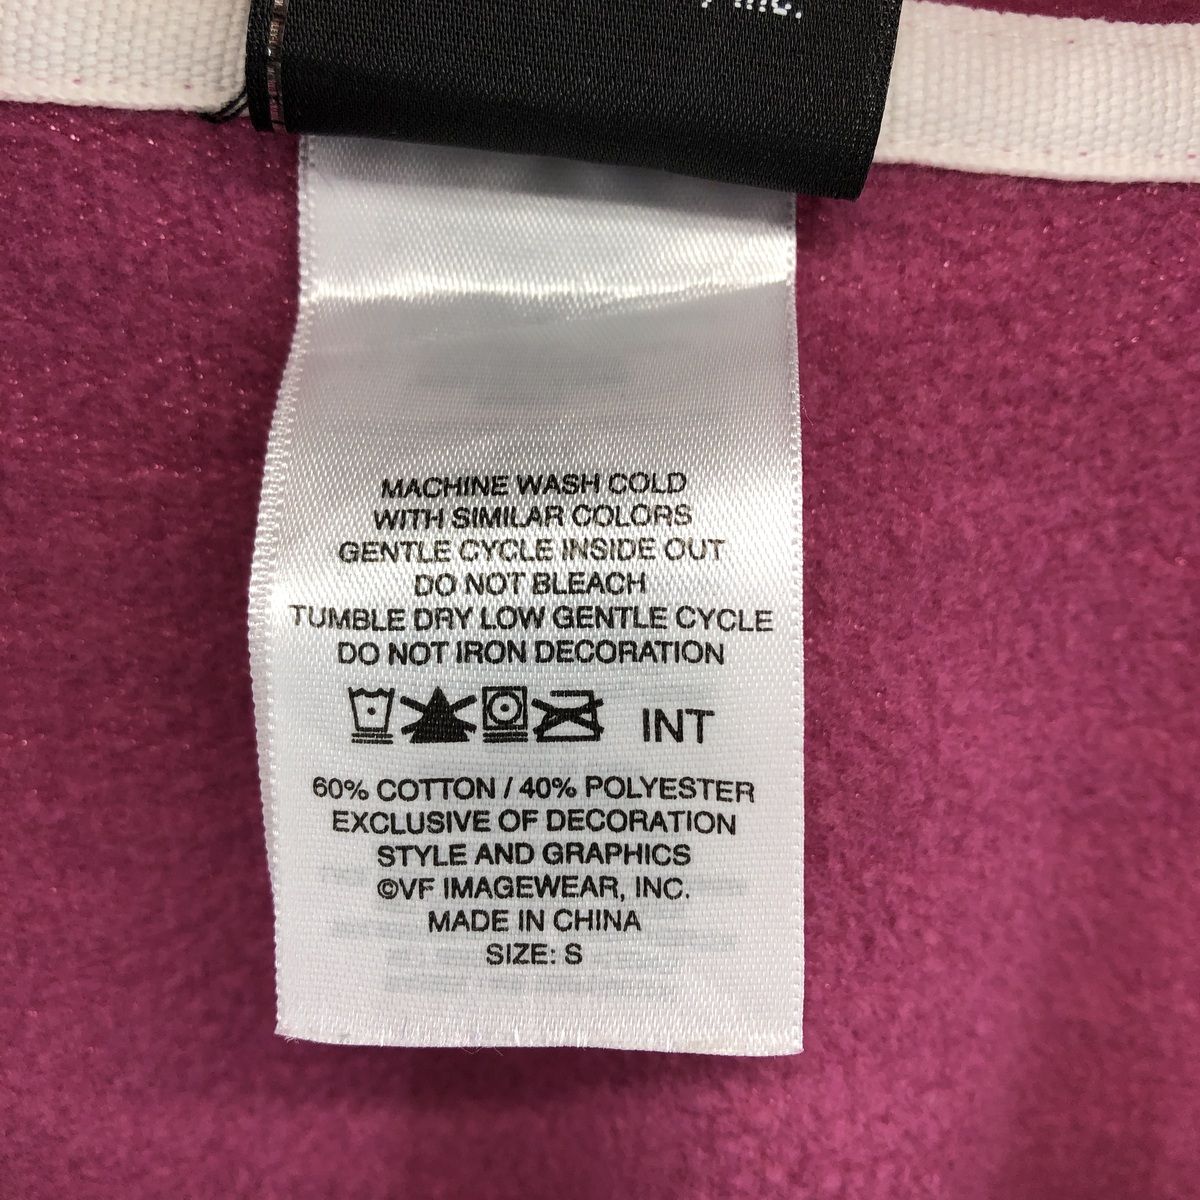 Inc.
MACHINE WASH COLD
WITH SIMILAR COLORS
GENTLE CYCLE INSIDE OUT
DO NOT BLEACH
TUMBLE DRY LOW GENTLE CYCLE
DO NOT IRON DECORATION
INT
60% COTTON / 40% POLYESTER
EXCLUSIVE OF DECORATION
STYLE AND GRAPHICS
©VF IMAGEWEAR, INC.
MADE IN CHINA
SIZE: S